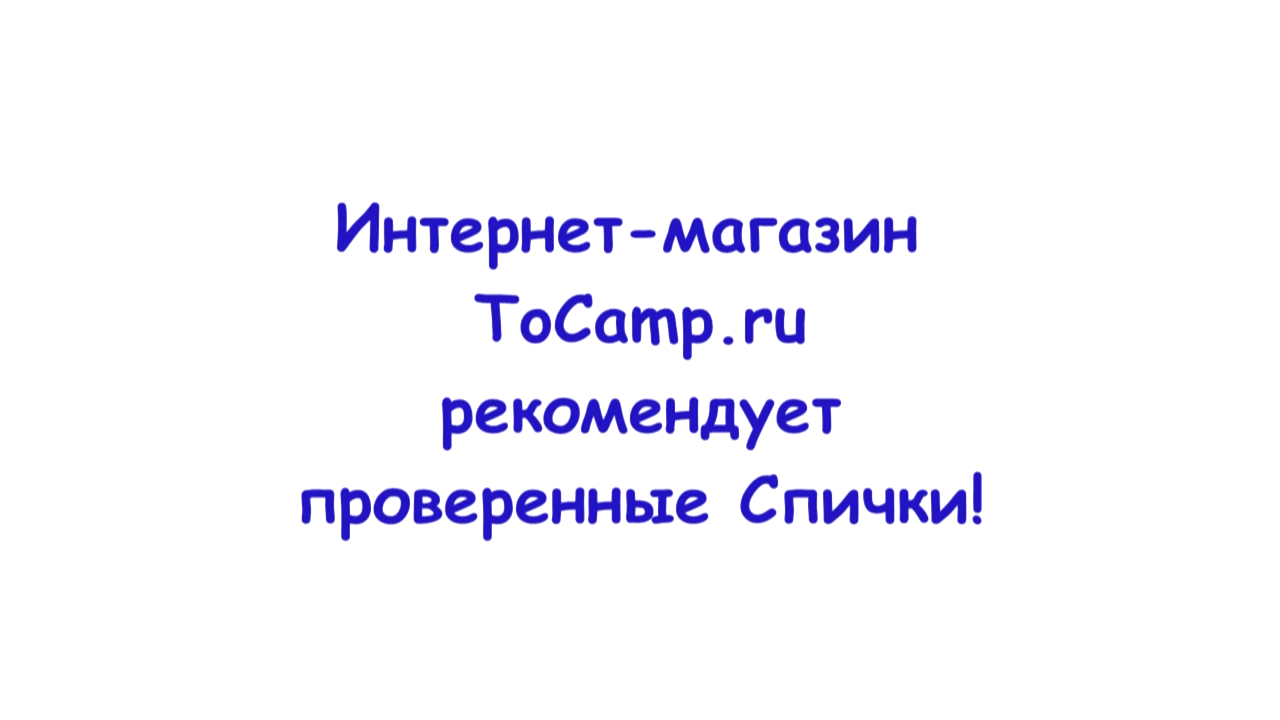 Интернет-магазин
ToCamp.ru
рекомендует
проверенные Спички!